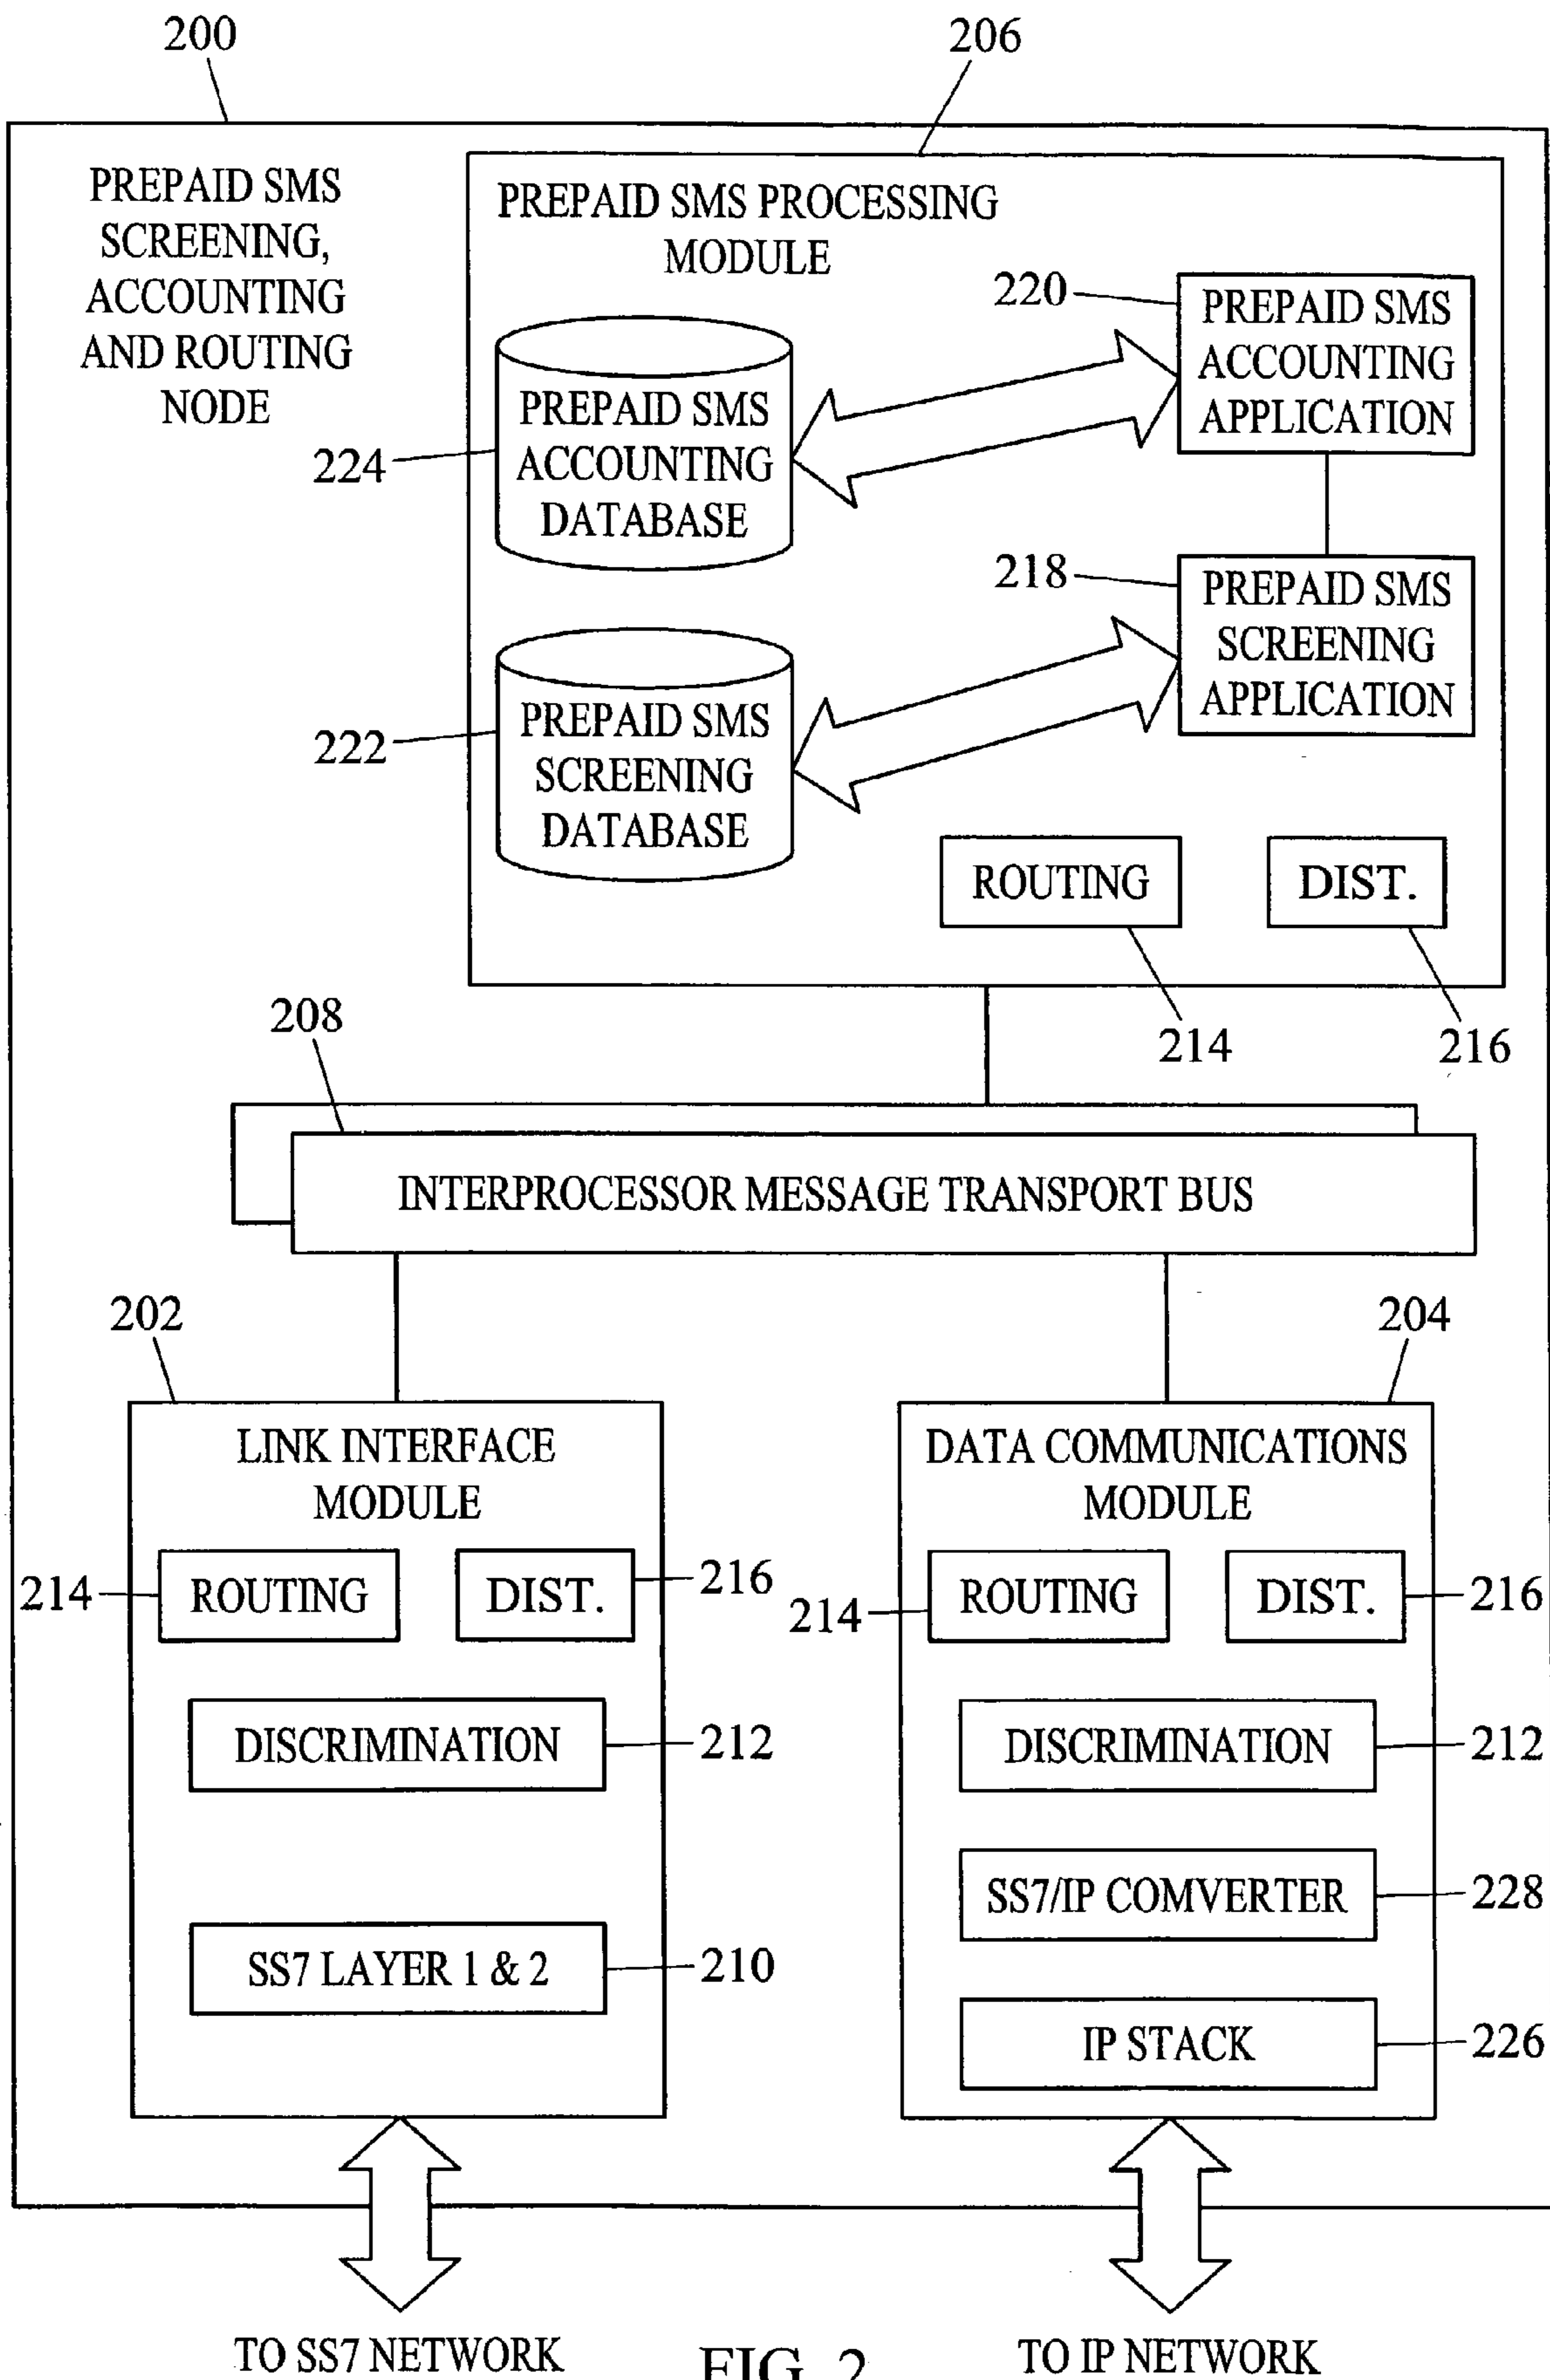 200
206
PREPAID SMS
SCREENING,
ACCOUNTING
AND ROUTING
NODE
PREPAID SMS PROCESSING
MODULE
220
PREPAID SMS
ACCOUNTING
APPLICATION
224
PREPAID SMS
ACCOUNTING
DATABASE
218
PREPAID SMS
SCREENING
APPLICATION
222
PREPAID SMS
SCREENING
DATABASE
ROUTING
DIST.
214
216
208
INTERPROCESSOR MESSAGE TRANSPORT BUS
202
204
LINK INTERFACE
MODULE
214
ROUTING
DIST.
216
DISCRIMINATION
212
SS7 LAYER 1 & 2
210
DATA COMMUNICATIONS
MODULE
214
ROUTING
DIST.
216
DISCRIMINATION
212
SS7/IP COMVERTER
228
IP STACK
226
TO SS7 NETWORK
FIG. 2
TO IP NETWORK